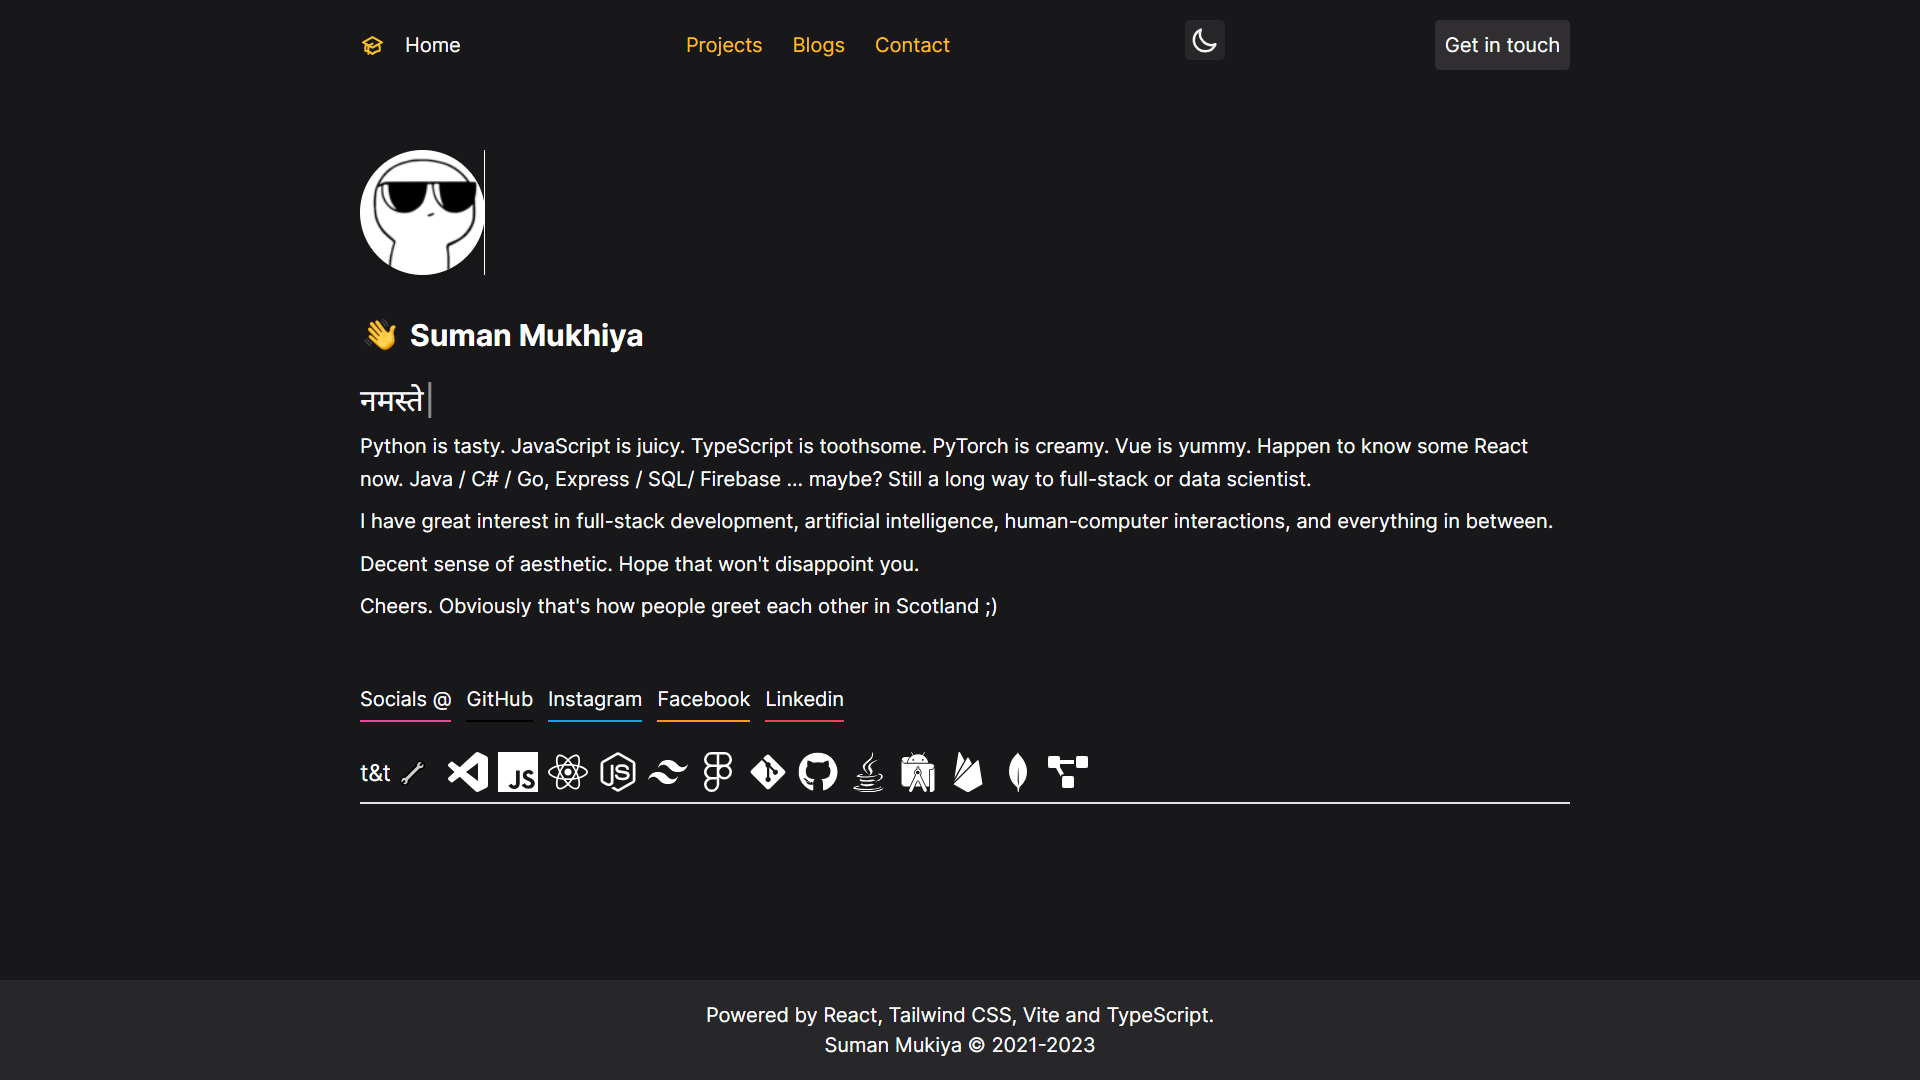 Home
Projects
Blogs
Contact
Get in touch
👋 Suman Mukhiya
नमस्ते
Python is tasty. JavaScript is juicy. TypeScript is toothsome. PyTorch is creamy. Vue is yummy. Happen to know some React
now. Java / C# / Go, Express / SQL/ Firebase ... maybe? Still a long way to full-stack or data scientist.
I have great interest in full-stack development, artificial intelligence, human-computer interactions, and everything in between.
Decent sense of aesthetic. Hope that won't disappoint you.
Cheers. Obviously that's how people greet each other in Scotland ;)
Socials @ GitHub Instagram Facebook Linkedin
t&t 🔧 JS JS
Powered by React, Tailwind CSS, Vite and TypeScript.
Suman Mukiya © 2021-2023